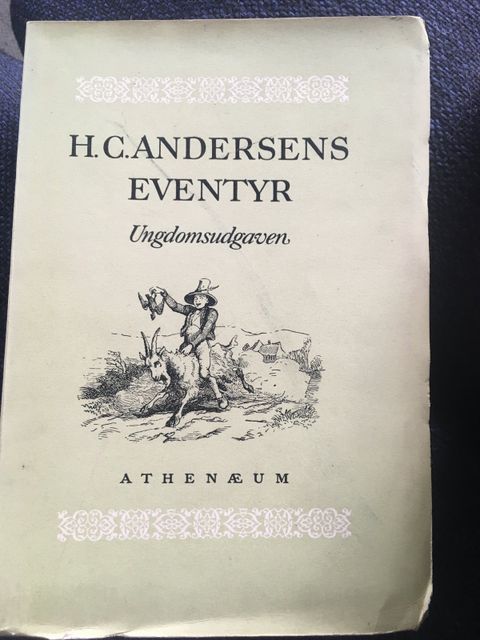 H.C.ANDERSENS
EVENTYR
Ungdomsudgaven
ATHENÆUM